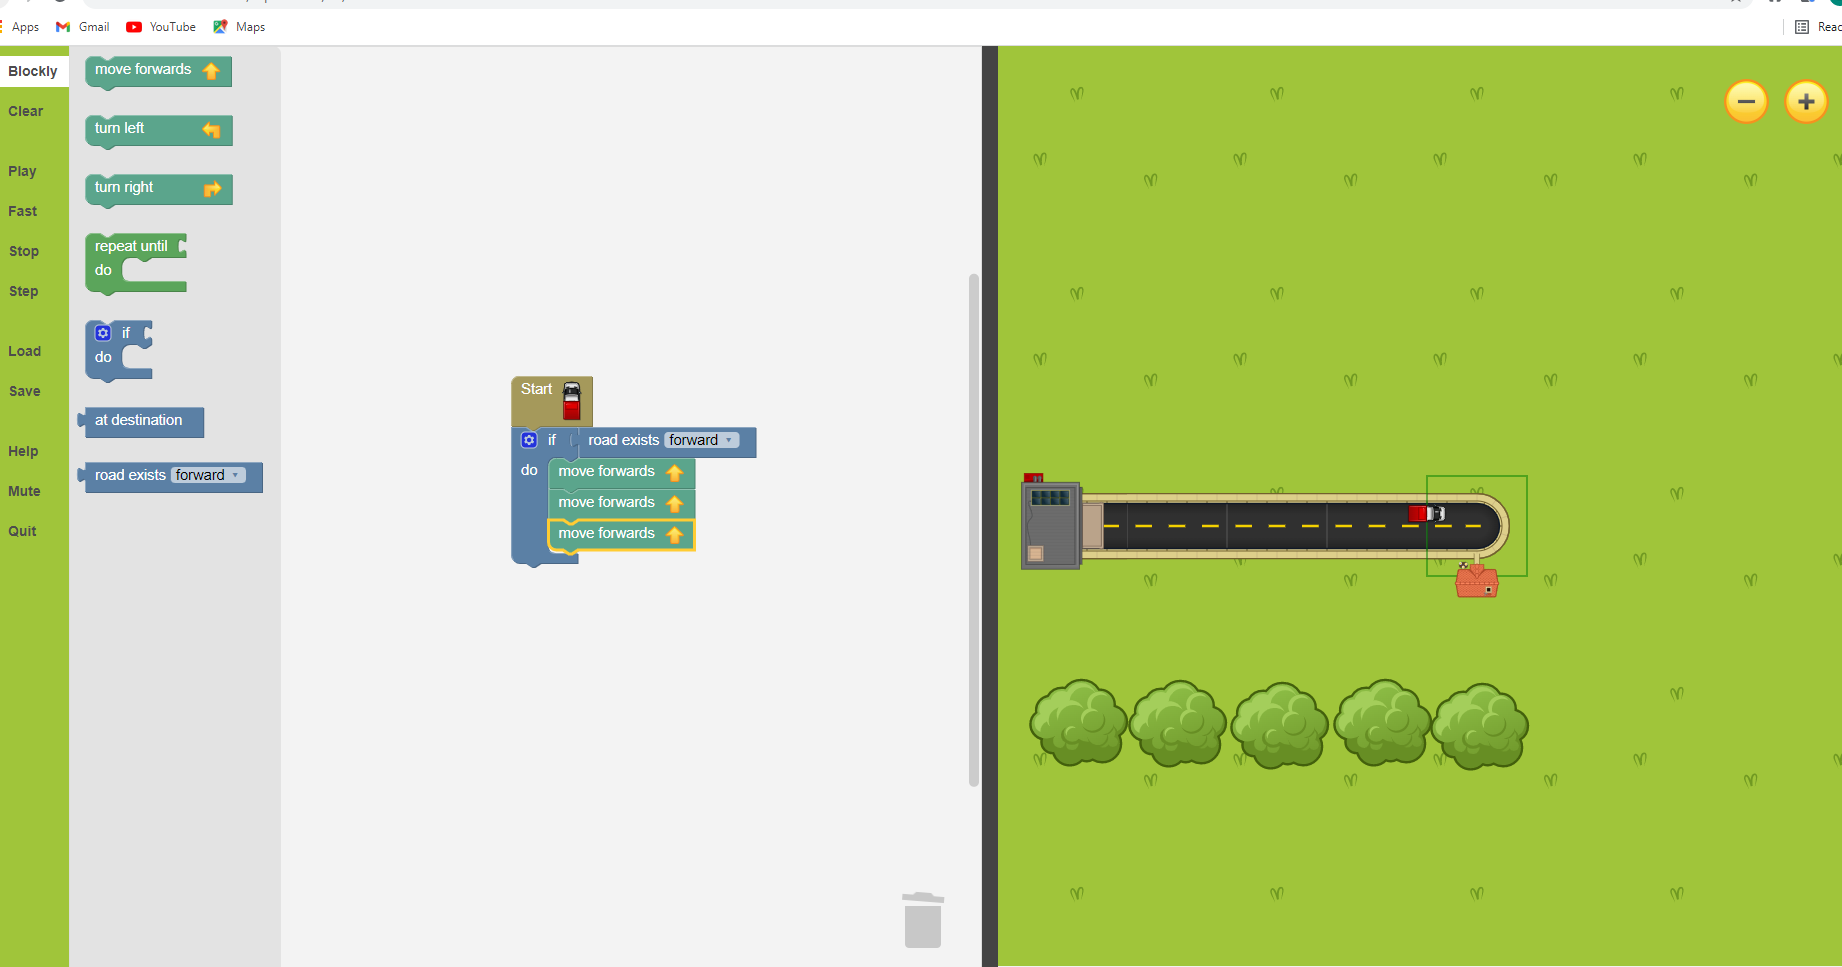 Apps Gmail YouTube Maps
Blockly
Clear
Play
Fast
Stop
Step
Load
Save
Help
Mute
Quit
move forwards
turn left
turn right
repeat until
do
if
do
at destination
road exists forward
Start
if road exists forward
do move forwards
move forwards
move forwards